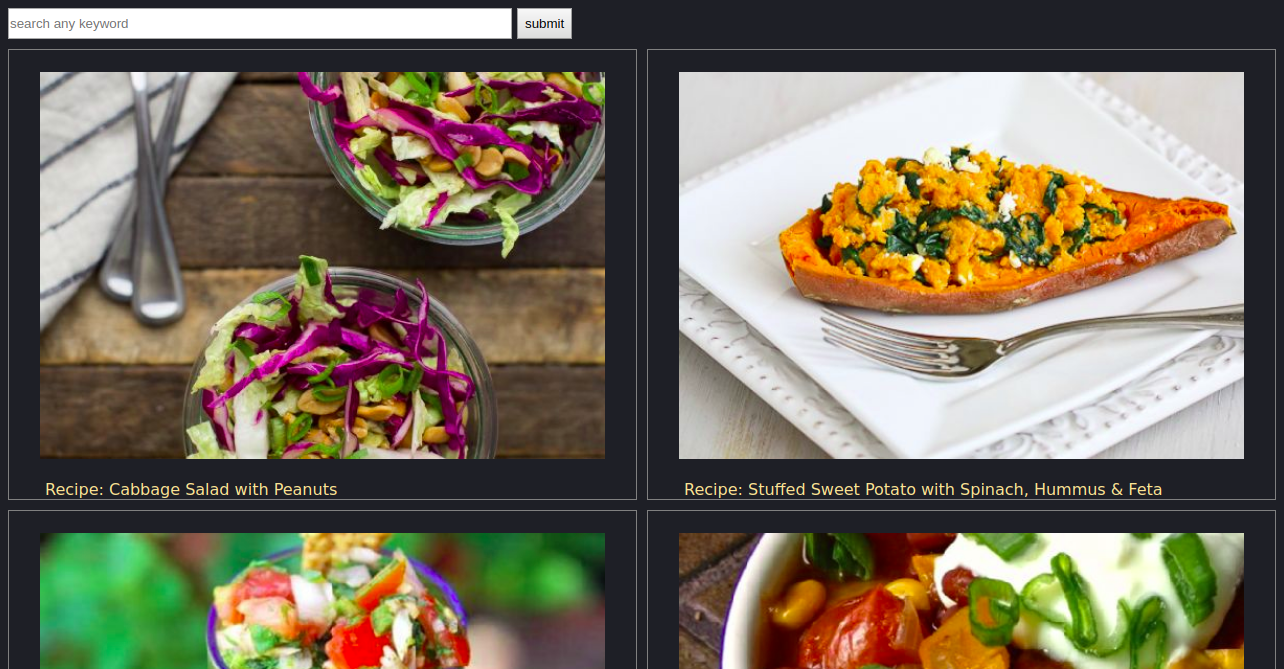 search any keyword
submit
Recipe: Cabbage Salad with Peanuts
Recipe: Stuffed Sweet Potato with Spinach, Hummus & Feta